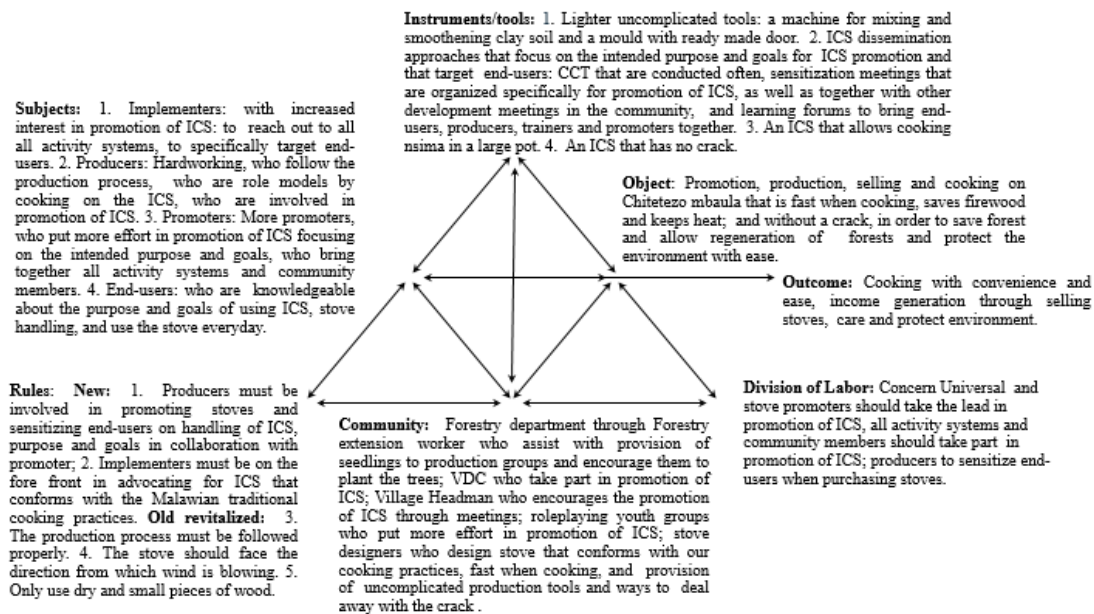 Instruments/tools: 1. Lighter uncomplicated tools: a machine for mixing and
smoothening clay soil and a mould with ready made door. 2. ICS dissemination
approaches that focus on the intended purpose and goals for ICS promotion and
that target end-users: CCT that are conducted often, sensitization meetings that
are organized specifically for promotion of ICS, as well as together with other
development meetings in the community, and learning forums to bring end-
users, producers, trainers and promoters together. 3. An ICS that allows cooking
nsima in a large pot. 4. An ICS that has no crack.
Subjects: 1. Implementers: with increased
interest in promotion of ICS: to reach out to all
all activity systems, to specifically target end-
users. 2. Producers: Hardworking, who follow the
production process, who are role models by
cooking on the ICS, who are involved in
promotion of ICS. 3. Promoters: More promoters,
who put more effort in promotion of ICS focusing
on the intended purpose and goals, who bring
together all activity systems and community
members. 4. End-users: who are knowledgeable
about the purpose and goals of using ICS, stove
handling, and use the stove everyday.
Object: Promotion, production, selling and cooking on
Chitetezo mbaula that is fast when cooking, saves firewood
and keeps heat; and without a crack, in order to save forest
and allow regeneration of forests and protect the
environment with ease.
Outcome: Cooking with convenience and
ease, income generation through selling
stoves, care and protect environment.
Rules: New: 1. Producers must be
involved in promoting stoves and
sensitizing end-users on handling of ICS,
purpose and goals in collaboration with
promoter; 2. Implementers must be on the
fore front in advocating for ICS that
conforms with the Malawian traditional
cooking practices. Old revitalized: 3.
The production process must be followed
properly. 4. The stove should face the
direction from which wind is blowing. 5.
Only use dry and small pieces of wood.
Community: Forestry department through Forestry
extension worker who assist with provision of
seedlings to production groups and encourage them to
plant the trees; VDC who take part in promotion of
ICS; Village Headman who encourages the promotion
of ICS through meetings; roleplaying youth groups
who put more effort in promotion of ICS; stove
designers who design stove that conforms with our
cooking practices, fast when cooking, and provision
of uncomplicated production tools and ways to deal
away with the crack .
Division of Labor: Concern Universal and
stove promoters should take the lead in
promotion of ICS, all activity systems and
community members should take part in
promotion of ICS; producers to sensitize end-
users when purchasing stoves.